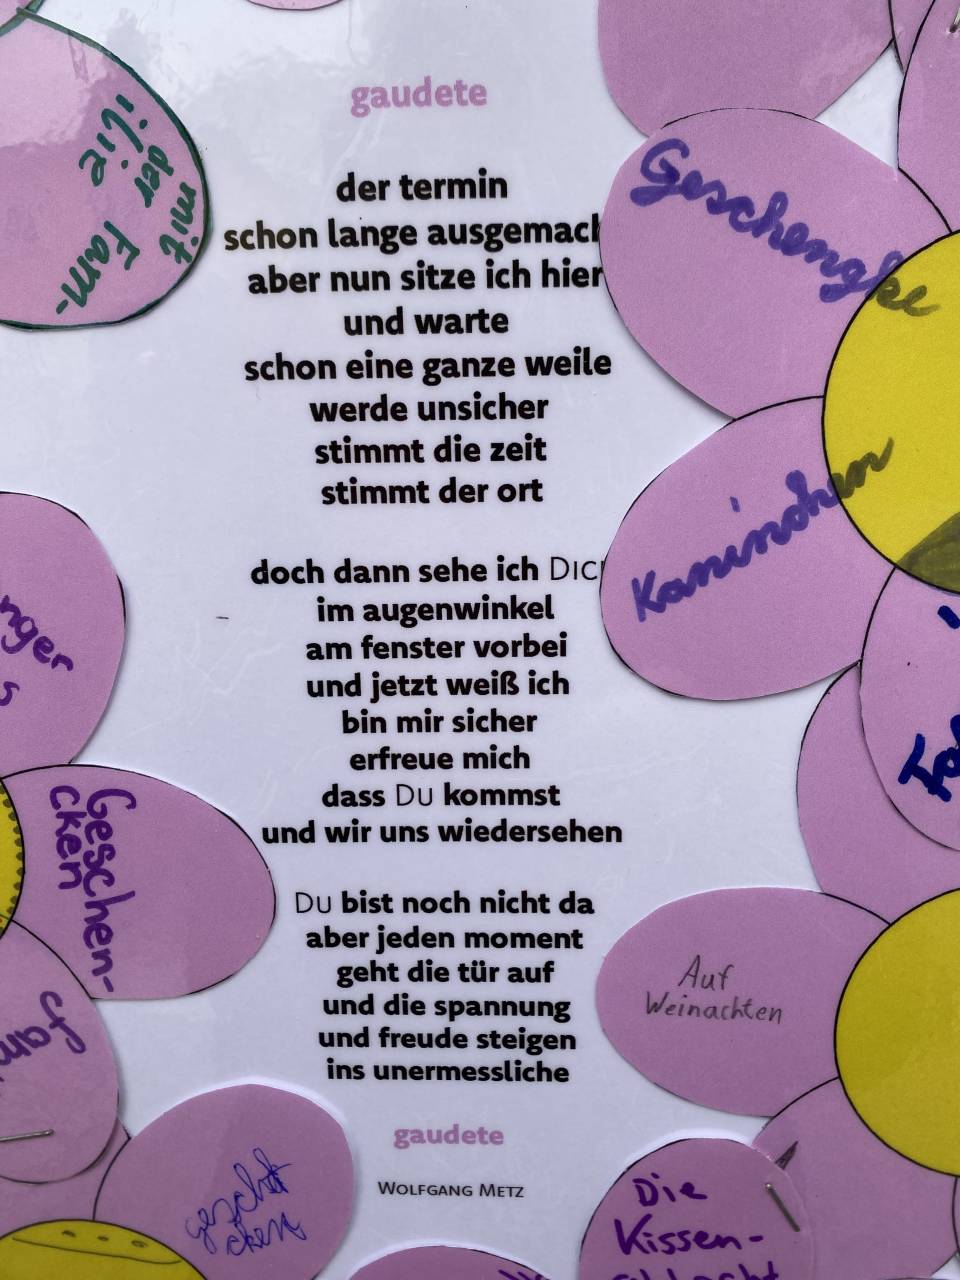 gaudete
der termin
schon lange ausgemach
aber nun sitze ich hier
und warte
schon eine ganze weile
werde unsicher
stimmt die zeit
stimmt der ort
doch dann sehe ich DIC
im augenwinkel
am fenster vorbei
und jetzt weiß ich
bin mir sicher
erfreue mich
dass DU kommst
und wir uns wiedersehen
DU bist noch nicht da
aber jeden moment
geht die tür auf
und die spannung
und freude steigen
ins unermessliche
gaudete
WOLFGANG METZ
mit
der Fam-
ilie
nger
s
Geschen-
cken
Kaninchen
Auf
Weinachten
Die
Kissen-